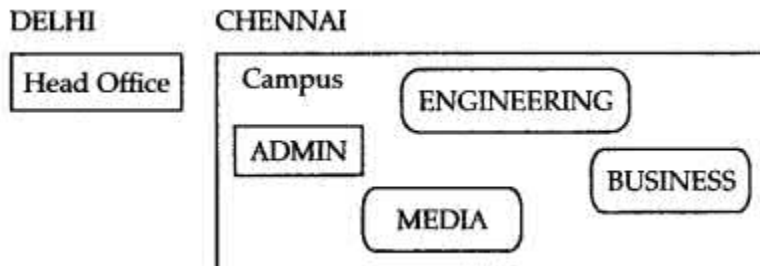 DELHI CHENNAI
Head Office Campus ENGINEERING
ADMIN
BUSINESS
MEDIA